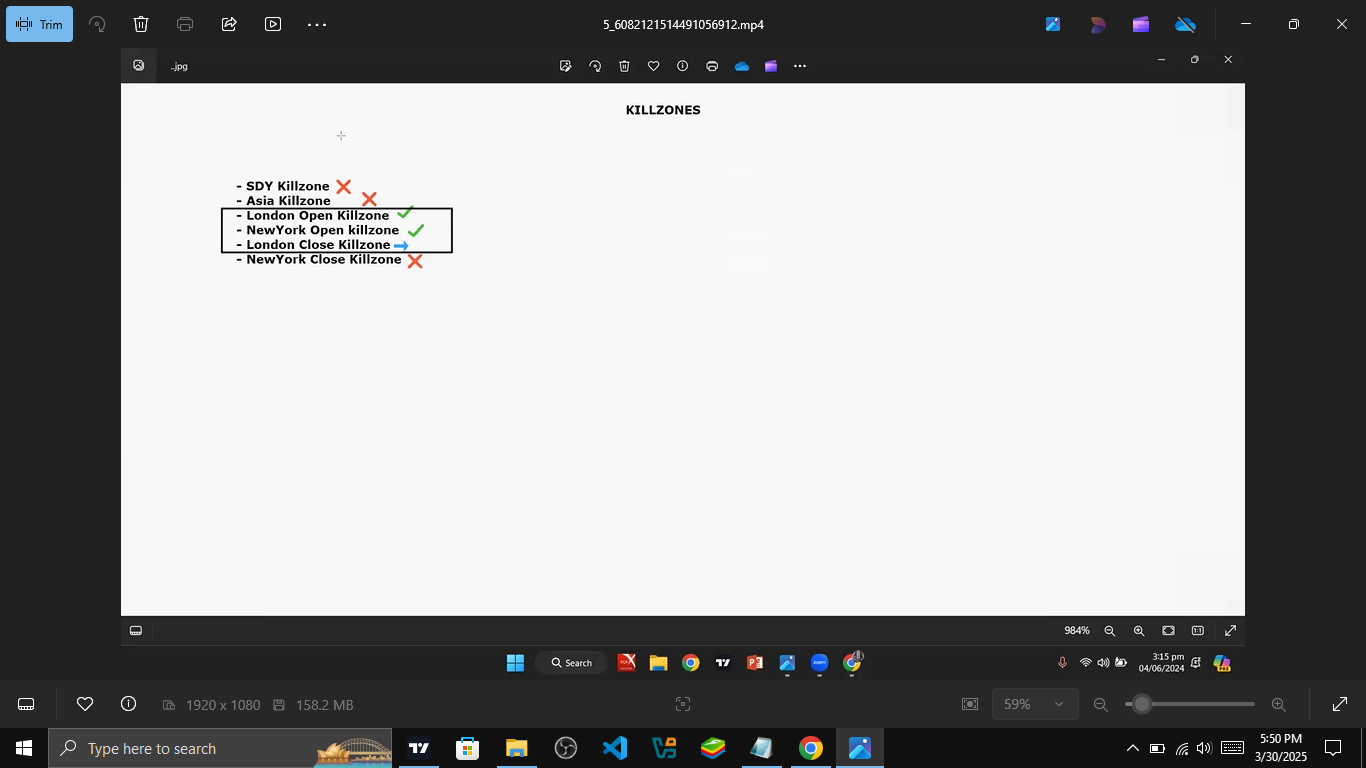 Trim
5_6082121514491056912.mp4
..jpg
KILLZONES
- SDY Killzone
- Asia Killzone
- London Open Killzone
- NewYork Open killzone
- London Close Killzone
- NewYork Close Killzone
984%
Search
3:15 pm
04/06/2024
1920 x 1080
158.2 MB
59%
Type here to search
5:50 PM
3/30/2025